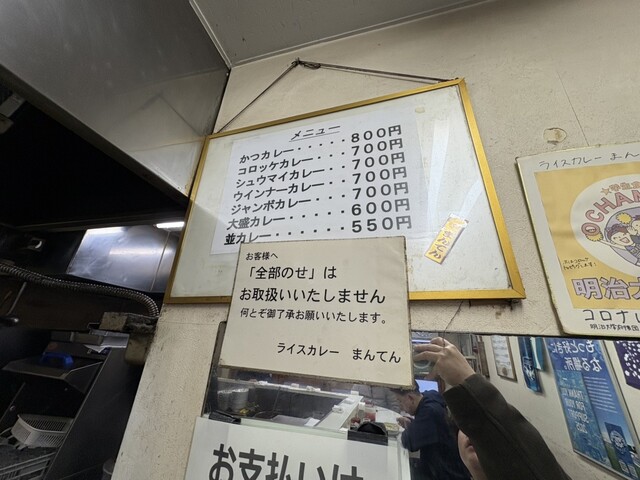 メニュー
かつカレー・・・・・800円
コロッケカレー・・・・700円
シュウマイカレー・・・700円
ウインナーカレー・・・700円
ジャンボカレー・・・・700円
大盛カレー・・・・・・600円
並カレー・・・・・・・550円
お客様へ
「全部のせ」は
お取扱いいたしません
何とぞ御了承お願いいたします。
ライスカレー まんてん
お支払いは
ライスカレー まん
明治大
コロナに